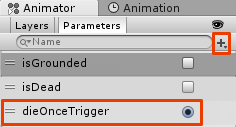 Animator Animation
Layers Parameters
Name +
isGrounded
isDead
dieOnceTrigger